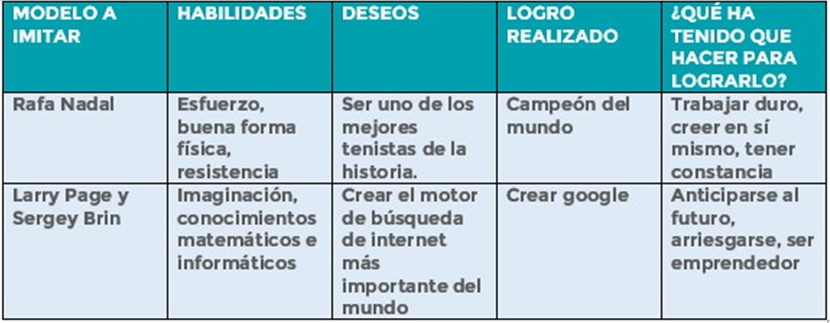 MODELO A
IMITAR
HABILIDADES
DESEOS
LOGRO
REALIZADO
¿QUÉ HA
TENIDO QUE
HACER PARA
LOGRARLO?
Rafa Nadal
Esfuerzo,
buena forma
física,
resistencia
Ser uno de los
mejores
tenistas de la
historia.
Campeón del
mundo
Trabajar duro,
creer en sí
mismo, tener
constancia
Larry Page y
Sergey Brin
Imaginación,
conocimientos
matemáticos e
informáticos
Crear el motor
de búsqueda
de internet
más
importante del
mundo
Crear google
Anticiparse al
futuro,
arriesgarse, ser
emprendedor